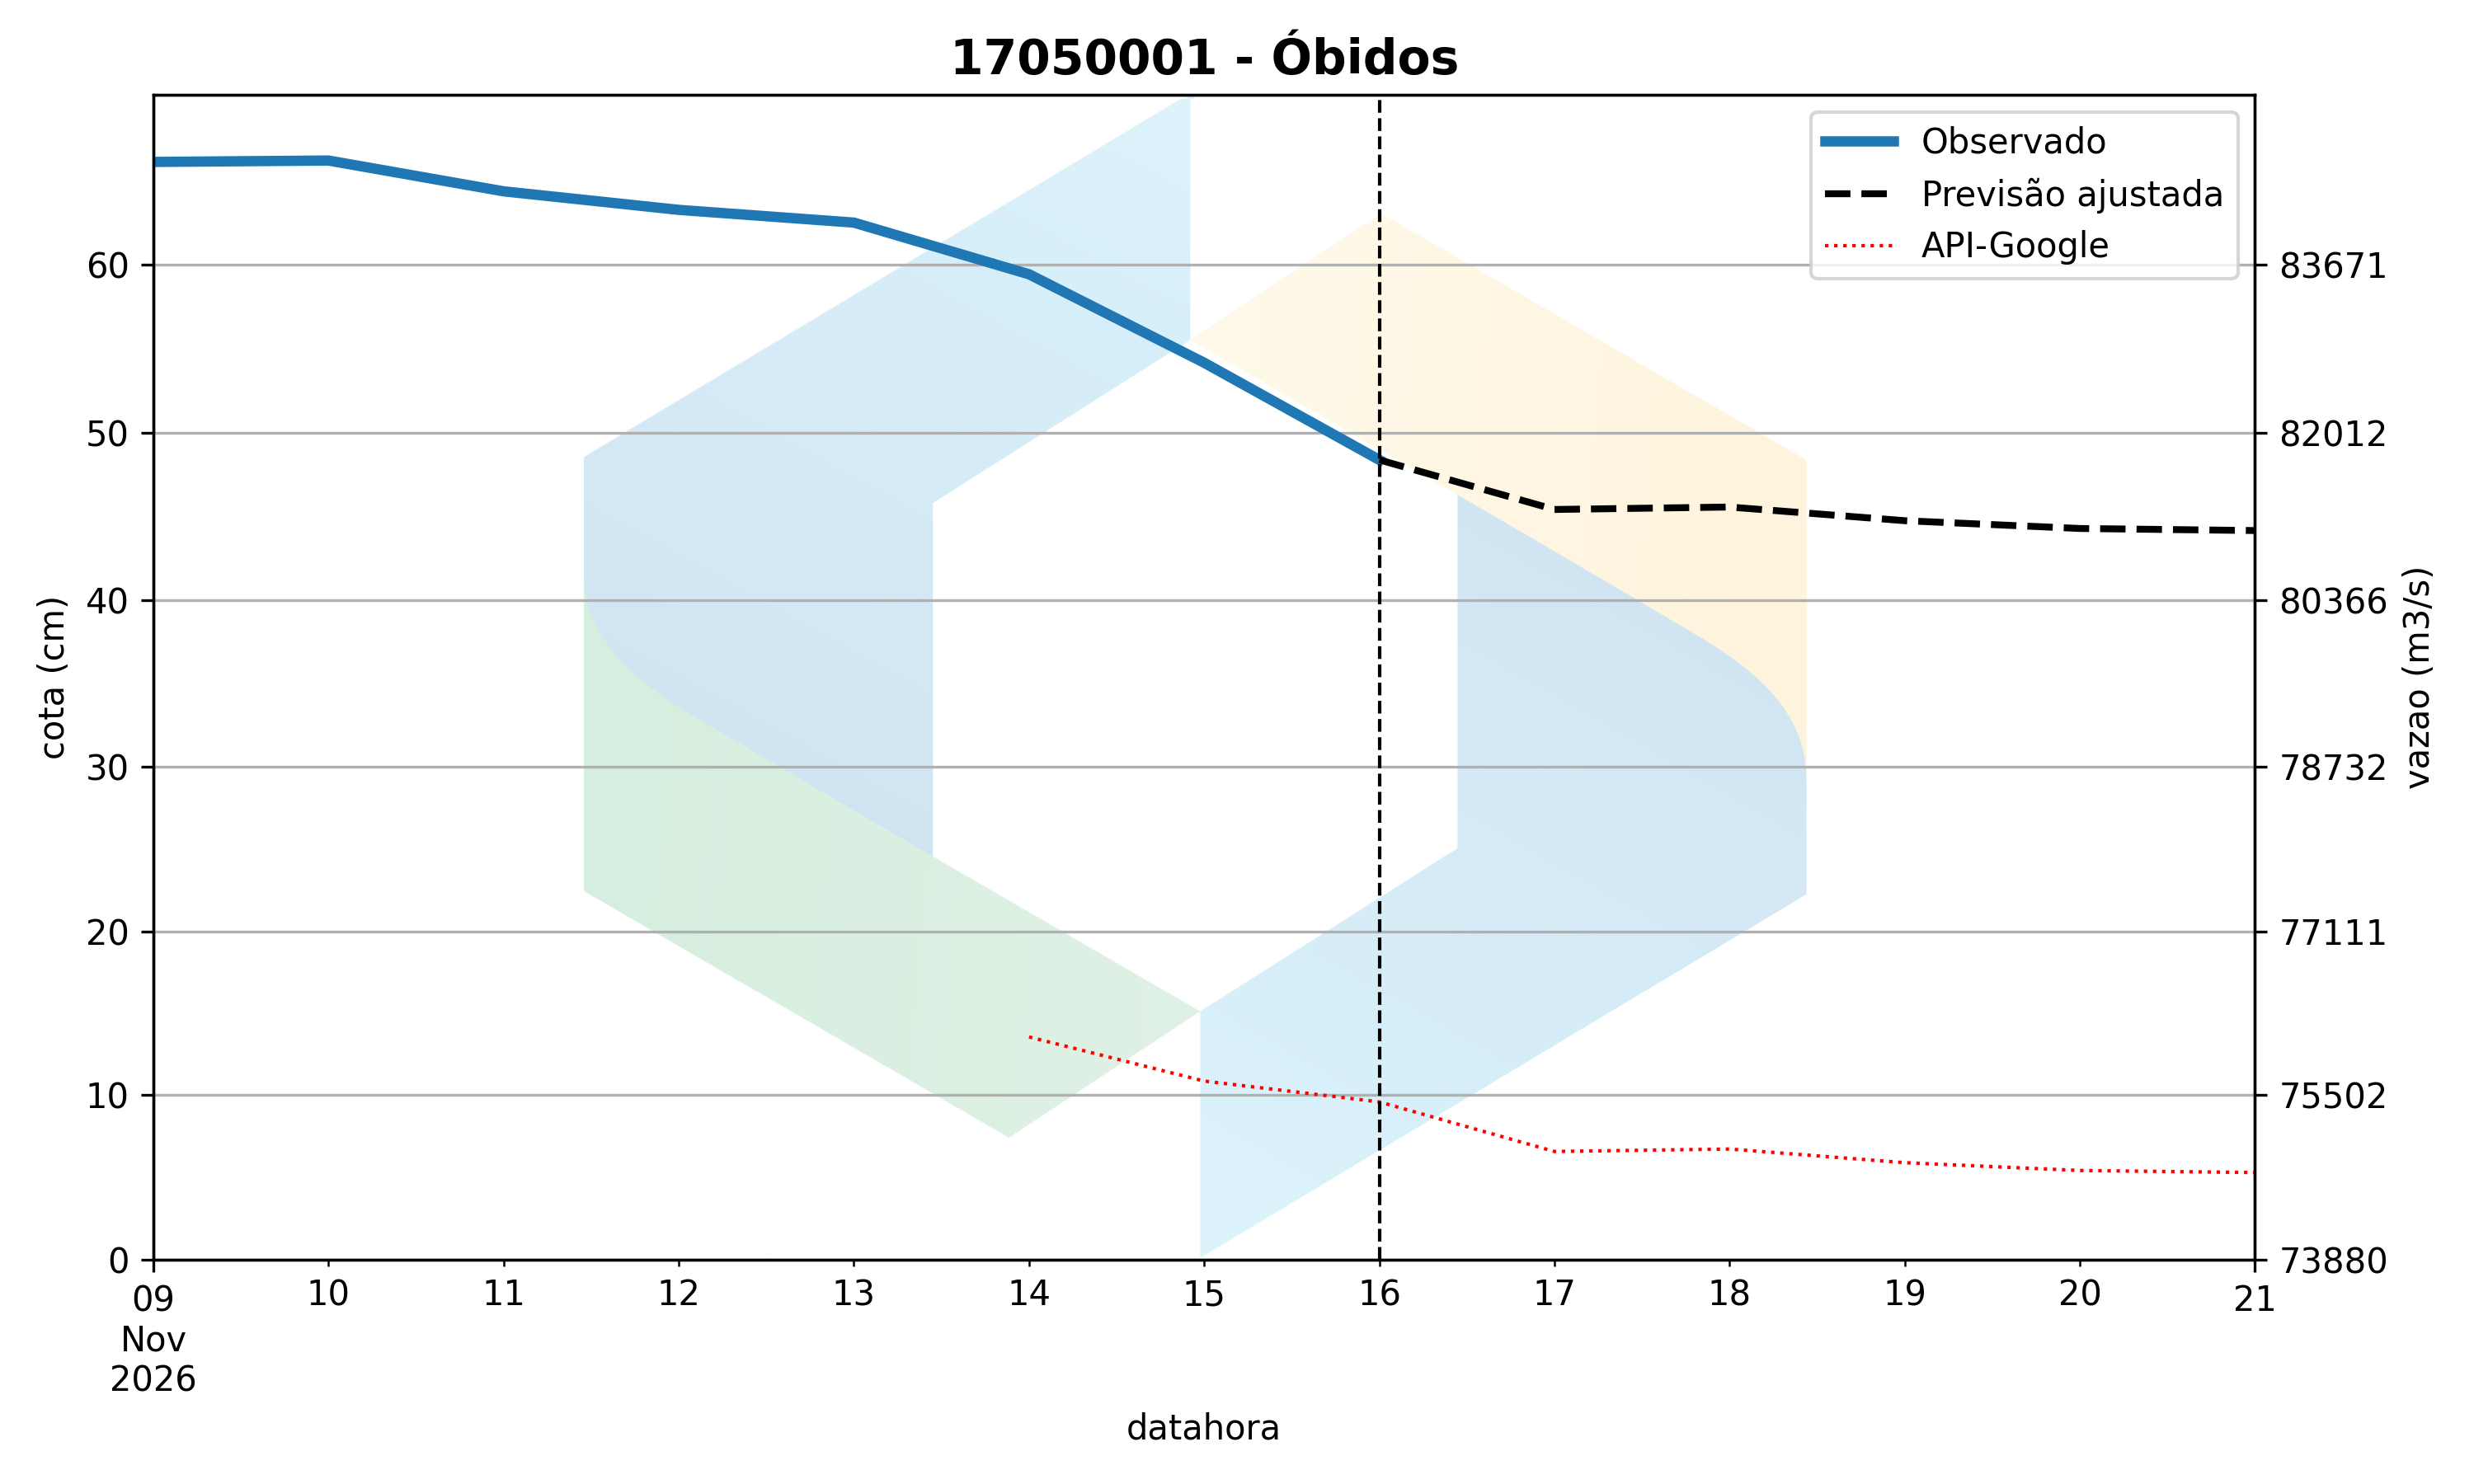 17050001 - Óbidos
Observado
Previsão ajustada
API-Google
60
50
40
30
20
10
0
cota (cm)
83671
82012
80366
78732
77111
75502
73880
vazao (m3/s)
09 10 11 12 13 14 15 16 17 18 19 20 21
Nov
2026
datahora